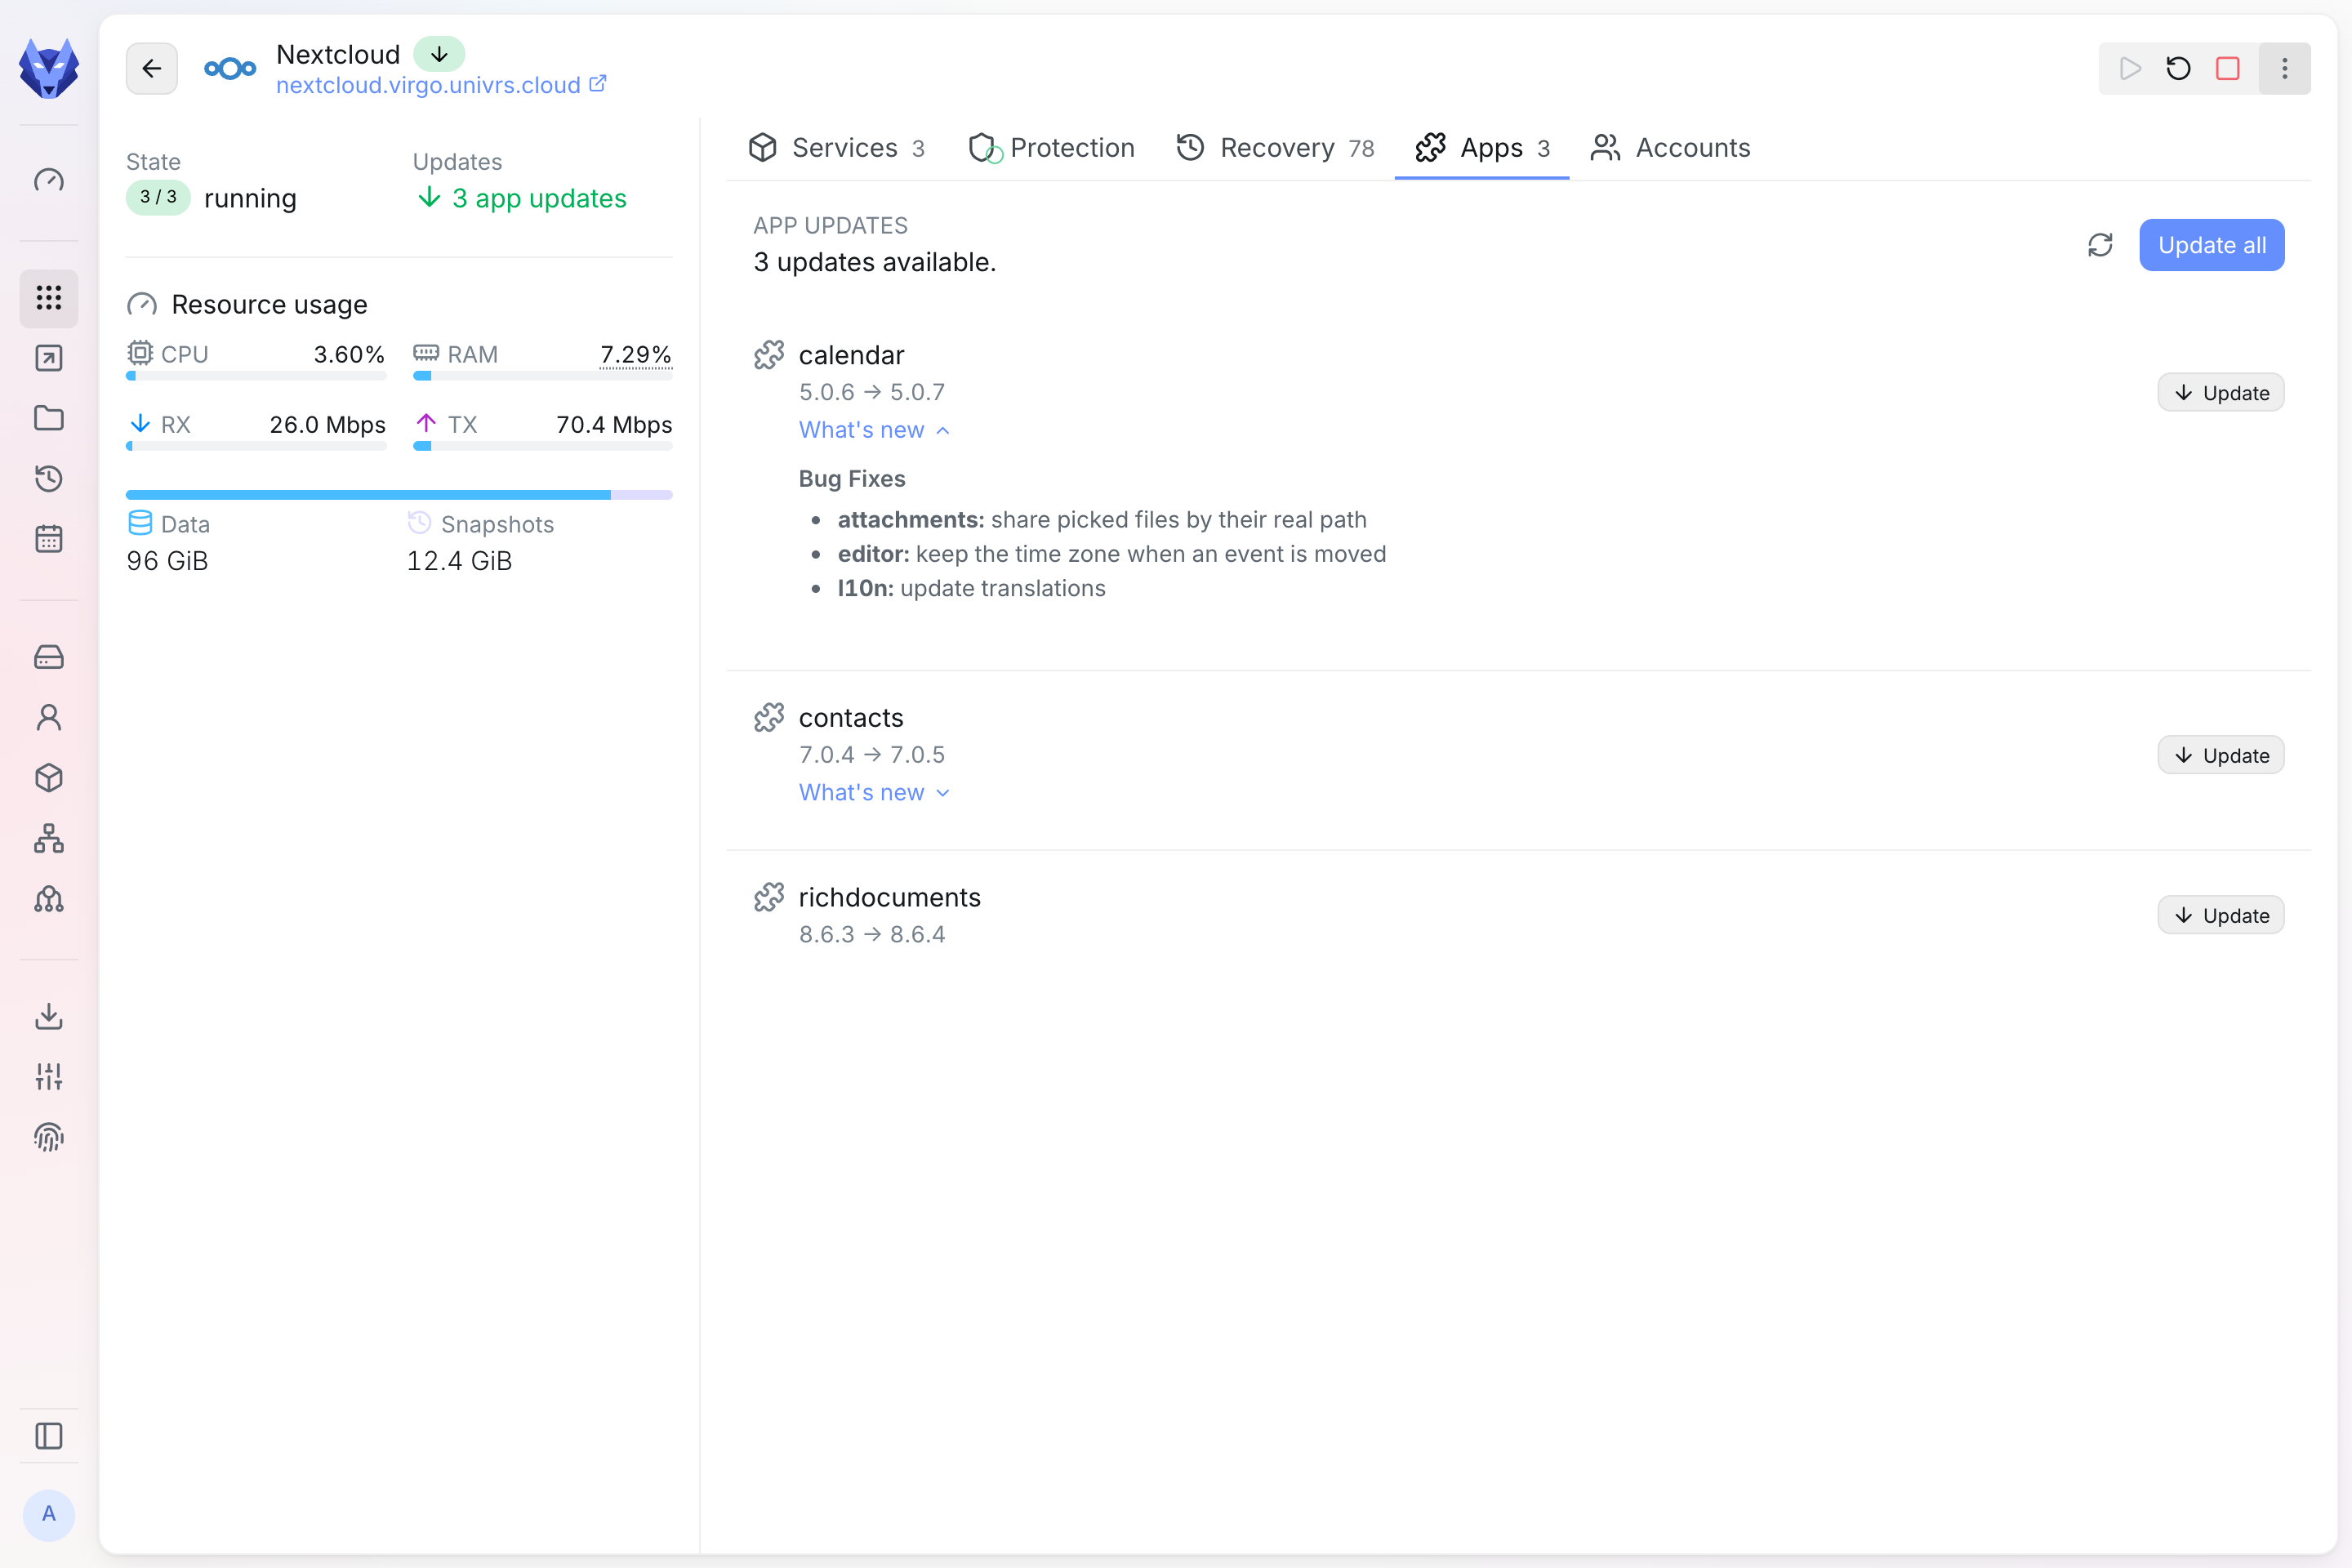 Nextcloud
nextcloud.virgo.univrs.cloud
State
Updates
3 / 3 running
3 app updates
Resource usage
CPU 3.60%
RAM 7.29%
RX 26.0 Mbps
TX 70.4 Mbps
Data
Snapshots
96 GiB
12.4 GiB
Services 3
Protection
Recovery 78
Apps 3
Accounts
APP UPDATES
3 updates available.
Update all
calendar
5.0.6 → 5.0.7
Update
What's new
Bug Fixes
• attachments: share picked files by their real path
• editor: keep the time zone when an event is moved
• l10n: update translations
contacts
7.0.4 → 7.0.5
Update
What's new
richdocuments
8.6.3 → 8.6.4
Update
A